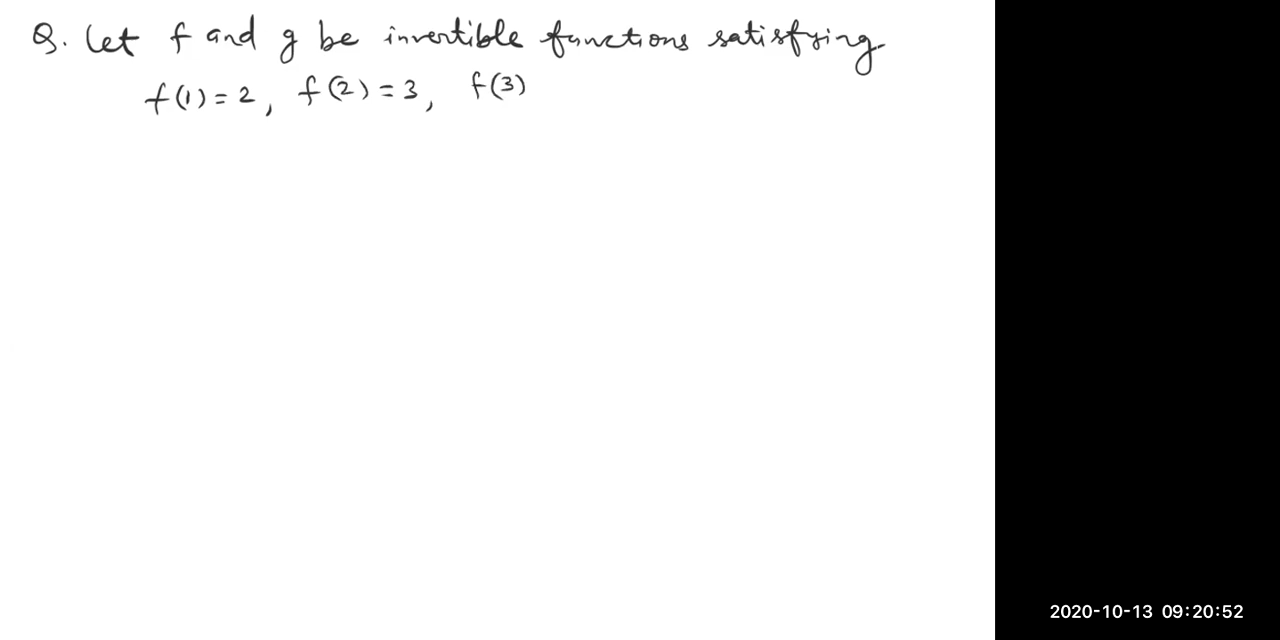 Q. Let f and g be invertible functions satisfying
f(1) = 2, f(2) = 3, f(3)
2020-10-13 09:20:52